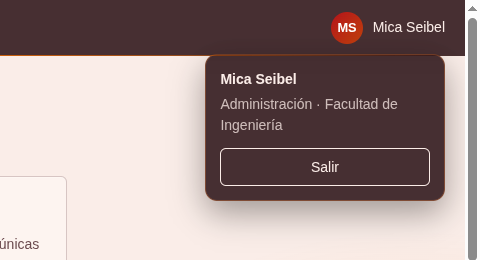 MS Mica Seibel
Mica Seibel
Administración · Facultad de
Ingeniería
Salir
únicas